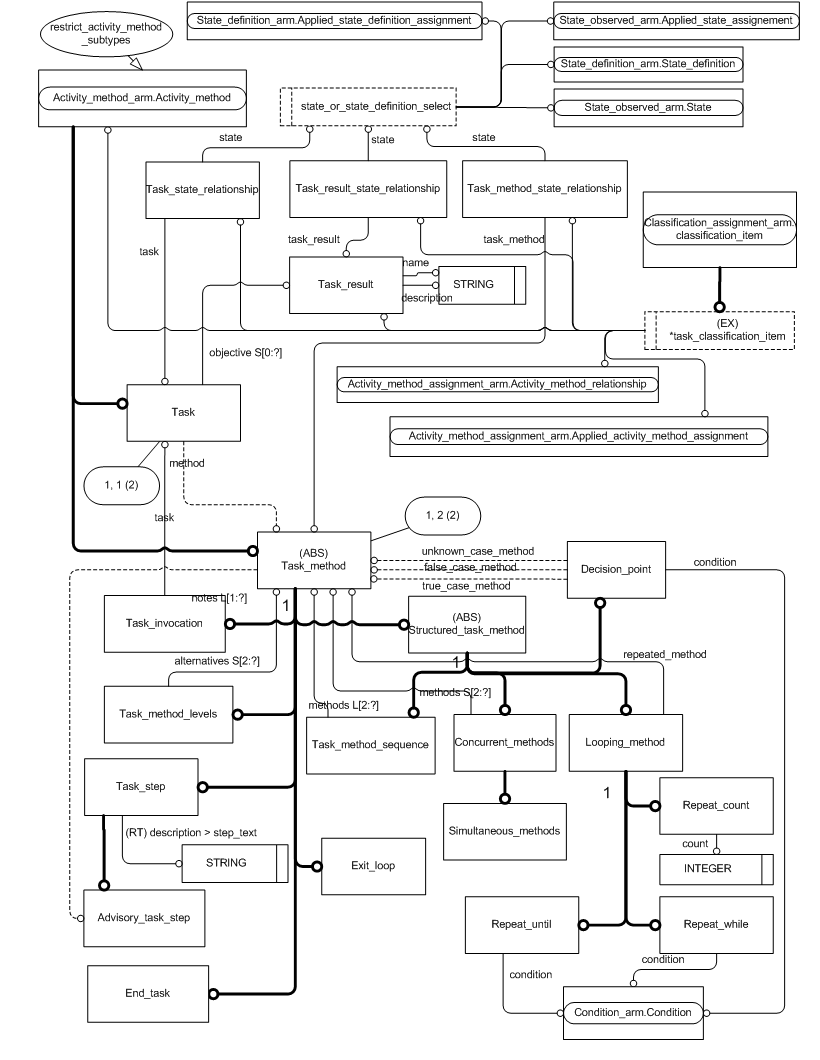 restrict_activity_method
_subtypes
State_definition_arm.Applied_state_definition_assignment
State_observed_arm.Applied_state_assignement
State_definition_arm.State_definition
Activity_method_arm.Activity_method
state_or_state_definition_select
State_observed_arm.State
state
state
state
Task_state_relationship
Task_result_state_relationship
Task_method_state_relationship
Classification_assignment_arm.
classification_item
task
task_result
task_method
name
Task_result
STRING
description
(EX)
*task_classification_item
objective S[0:?]
Activity_method_assignment_arm.Activity_method_relationship
Task
Activity_method_assignment_arm.Applied_activity_method_assignment
method
1, 1 (2)
task
1, 2 (2)
(ABS)
Task_method
unknown_case_method
false_case_method
true_case_method
Decision_point
condition
notes L[1:?]
1
Task_invocation
(ABS)
Structured_task_method
alternatives S[2:?]
1
repeated_method
methods S[2:?]
methods L[2:?]
Task_method_levels
Task_method_sequence
Concurrent_methods
Looping_method
Task_step
1
Repeat_count
(RT) description > step_text
Simultaneous_methods
count
STRING
Exit_loop
INTEGER
Advisory_task_step
Repeat_until
Repeat_while
condition
condition
End_task
Condition_arm.Condition